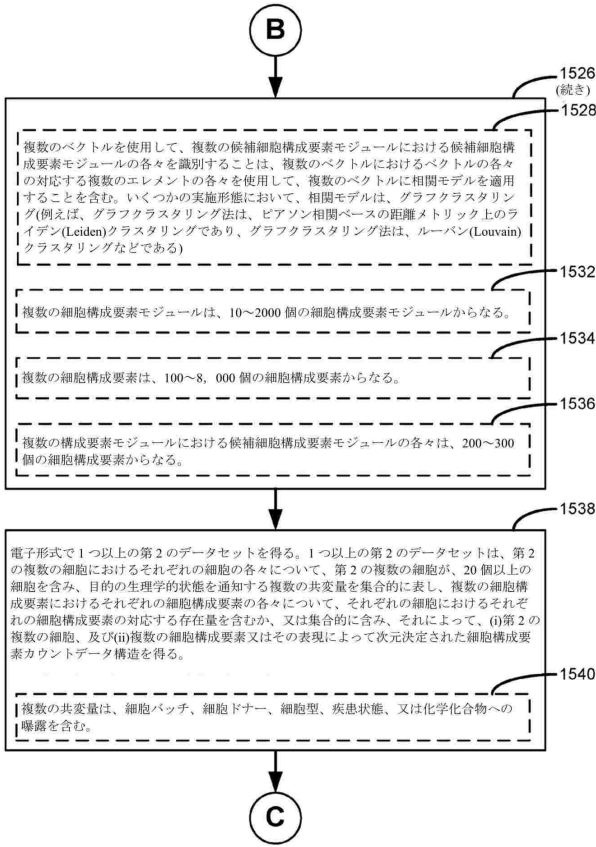 B
1526
(続き)
1528
複数のベクトルを使用して、複数の候補細胞構成要素モジュールにおける候補細胞構
成要素モジュールの各々を識別することは、複数のベクトルにおけるベクトルの各々
の対応する複数のエレメントの各々を使用して、複数のベクトルに相関モデルを適用
することを含む。いくつかの実施形態において、相関モデルは、グラフクラスタリン
グ(例えば、グラフクラスタリング法は、ピアソン相関ベースの距離メトリック上のラ
イデン(Leiden)クラスタリングであり、グラフクラスタリング法は、ルーバン(Louvain)
クラスタリングなどである)
1532
複数の細胞構成要素モジュールは、10~2000 個の細胞構成要素モジュールからなる。
1534
複数の細胞構成要素は、100~8,000 個の細胞構成要素からなる。
1536
複数の構成要素モジュールにおける候補細胞構成要素モジュールの各々は、200~300
個の細胞構成要素からなる。
1538
電子形式で 1 つ以上の第 2 のデータセットを得る。1 つ以上の第 2 のデータセットは、第 2
の複数の細胞におけるそれぞれの細胞の各々について、第 2 の複数の細胞が、20 個以上の
細胞を含み、目的の生理学的状態を通知する複数の共変量を集合的に表し、複数の細胞構
成要素におけるそれぞれの細胞構成要素の各々について、それぞれの細胞におけるそれぞ
れの細胞構成要素の対応する存在量を含むか、又は集合的に含み、それによって、(i)第 2 の
複数の細胞、及び(ii)複数の細胞構成要素又はその表現によって次元決定された細胞構成要
素カウントデータ構造を得る。
1540
複数の共変量は、細胞バッチ、細胞ドナー、細胞型、疾患状態、又は化学化合物への
曝露を含む。
C